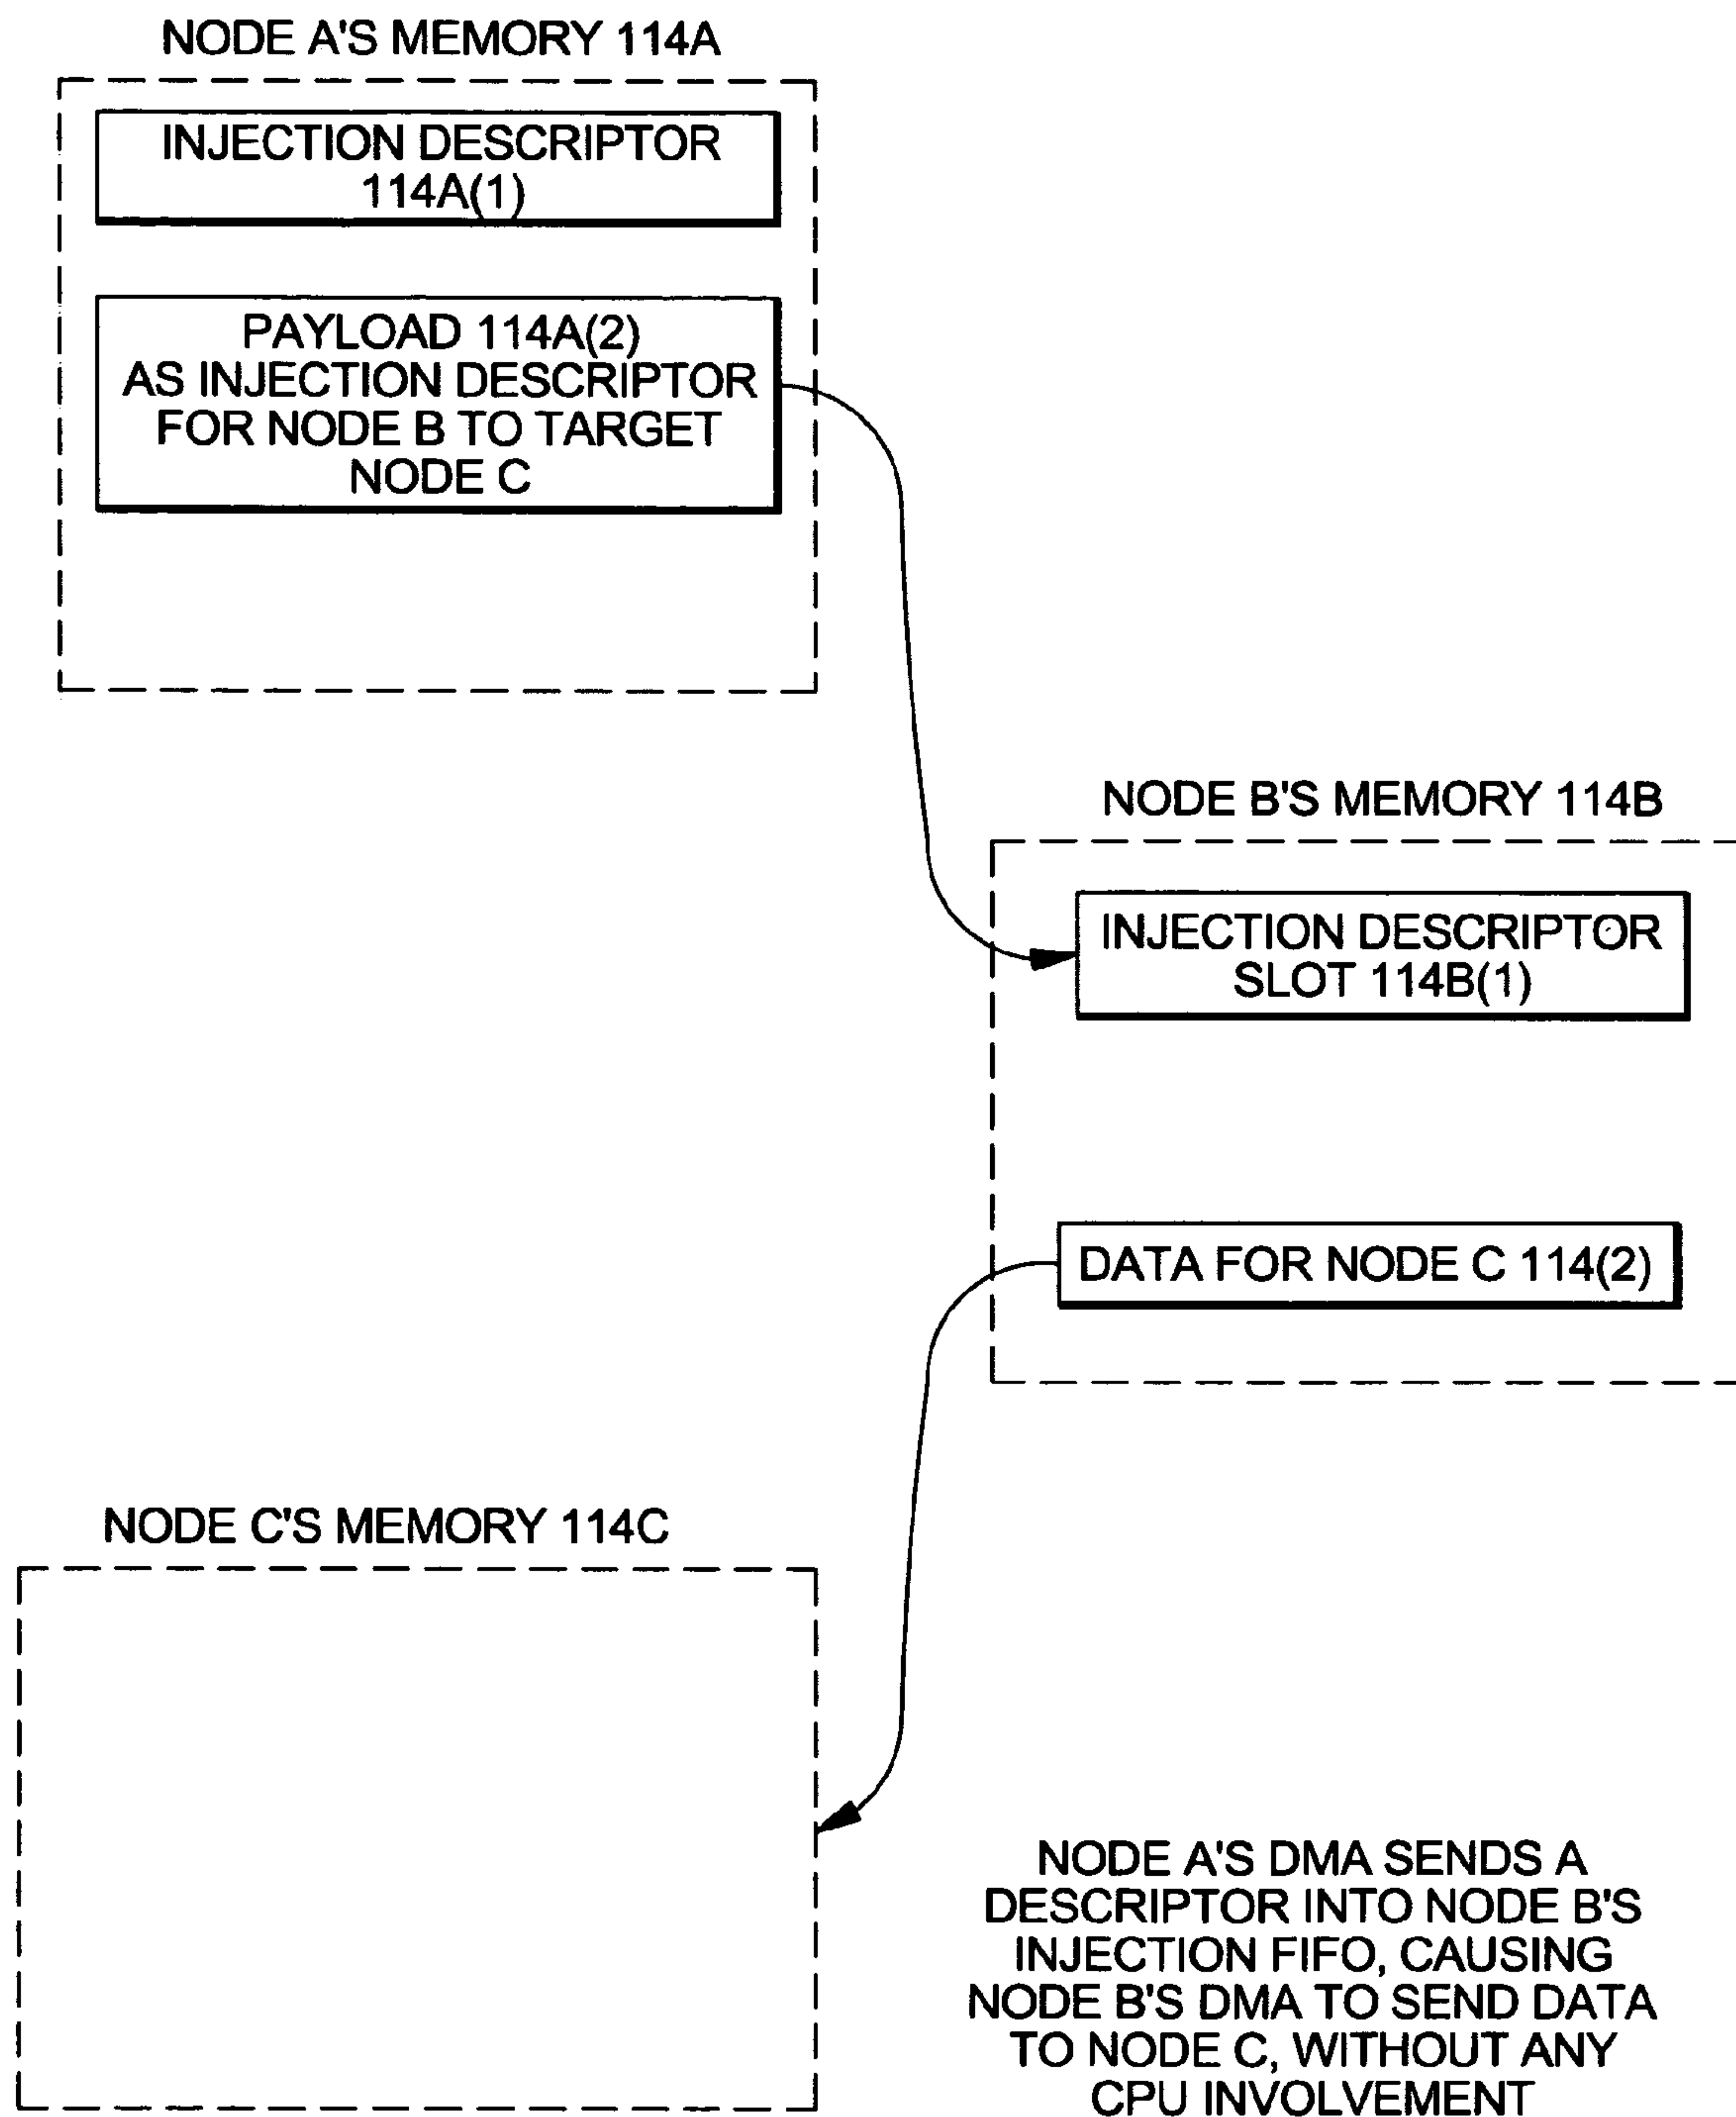 NODE A'S MEMORY 114A
INJECTION DESCRIPTOR
114A(1)
PAYLOAD 114A(2)
AS INJECTION DESCRIPTOR
FOR NODE B TO TARGET
NODE C
NODE B'S MEMORY 114B
INJECTION DESCRIPTOR
SLOT 114B(1)
DATA FOR NODE C 114(2)
NODE C'S MEMORY 114C
NODE A'S DMA SENDS A
DESCRIPTOR INTO NODE B'S
INJECTION FIFO, CAUSING
NODE B'S DMA TO SEND DATA
TO NODE C, WITHOUT ANY
CPU INVOLVEMENT